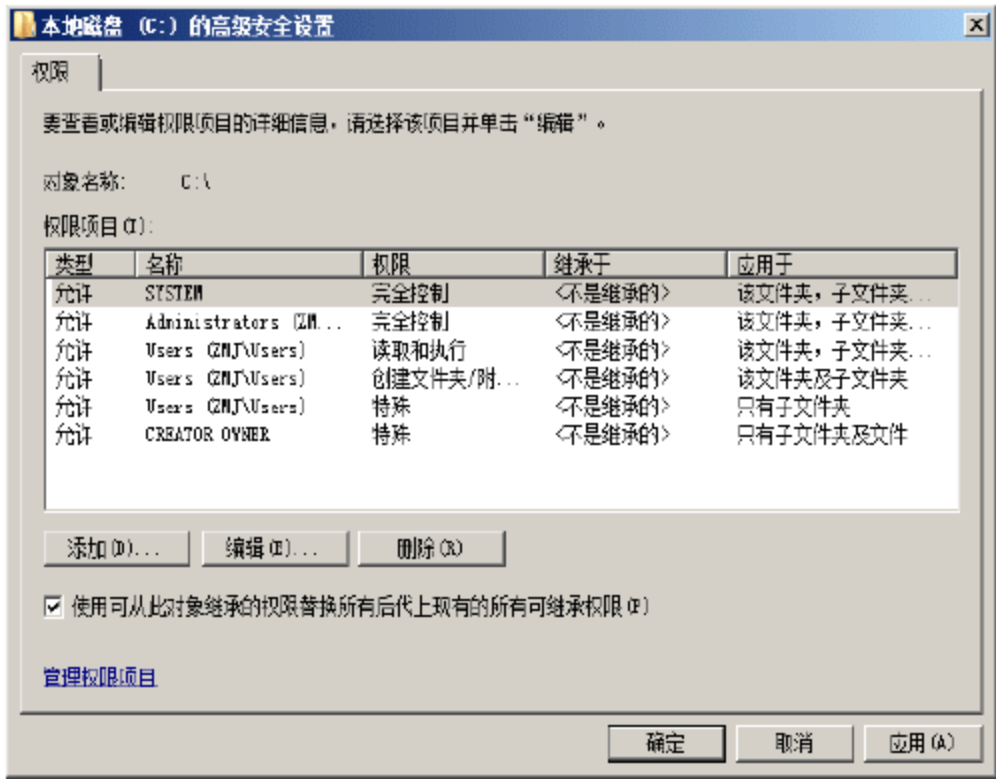 本地磁盘 (C:) 的高级安全设置
权限
要查看或编辑权限项目的详细信息，请选择该项目并单击“编辑”。
对象名称: C:\
权限项目(T):
类型 名称 权限 继承于 应用于
允许 SYSTEM 完全控制 <不是继承的> 该文件夹，子文件夹...
允许 Administrators (ZM... 完全控制 <不是继承的> 该文件夹，子文件夹...
允许 Users (ZMJ\Users) 读取和执行 <不是继承的> 该文件夹，子文件夹...
允许 Users (ZMJ\Users) 创建文件夹/附... <不是继承的> 该文件夹及子文件夹
允许 Users (ZMJ\Users) 特殊 <不是继承的> 只有子文件夹
允许 CREATOR OWNER 特殊 <不是继承的> 只有子文件夹及文件
添加(D)... 编辑(E)... 删除(R)
使用可从此对象继承的权限替换所有后代上现有的所有可继承权限(P)
管理权限项目
确定 取消 应用(A)